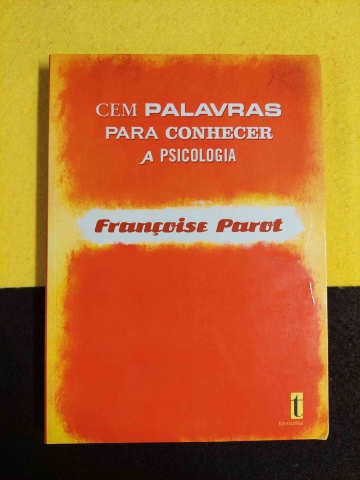 CEM PALAVRAS
PARA CONHECER
A PSICOLOGIA
Françoise Parot
t